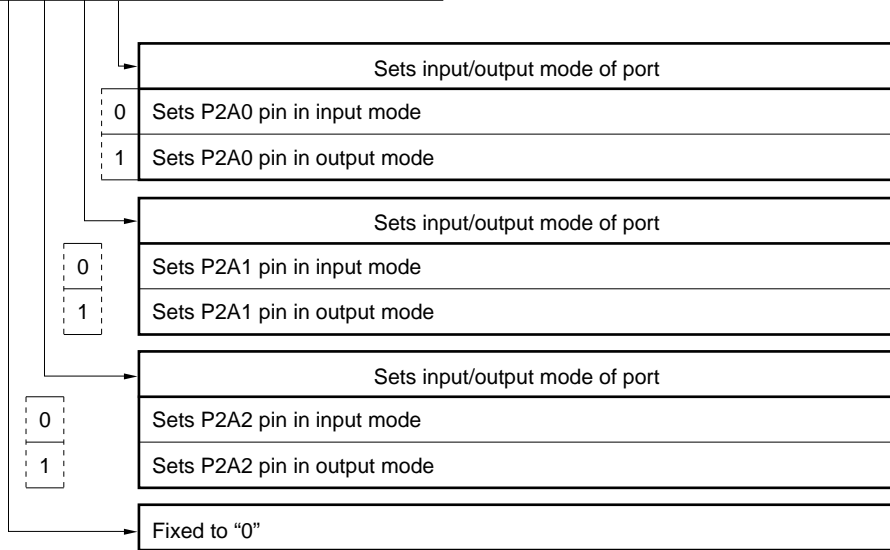 Sets input/output mode of port
0 Sets P2A0 pin in input mode
1 Sets P2A0 pin in output mode
Sets input/output mode of port
0 Sets P2A1 pin in input mode
1 Sets P2A1 pin in output mode
Sets input/output mode of port
0 Sets P2A2 pin in input mode
1 Sets P2A2 pin in output mode
Fixed to “0”